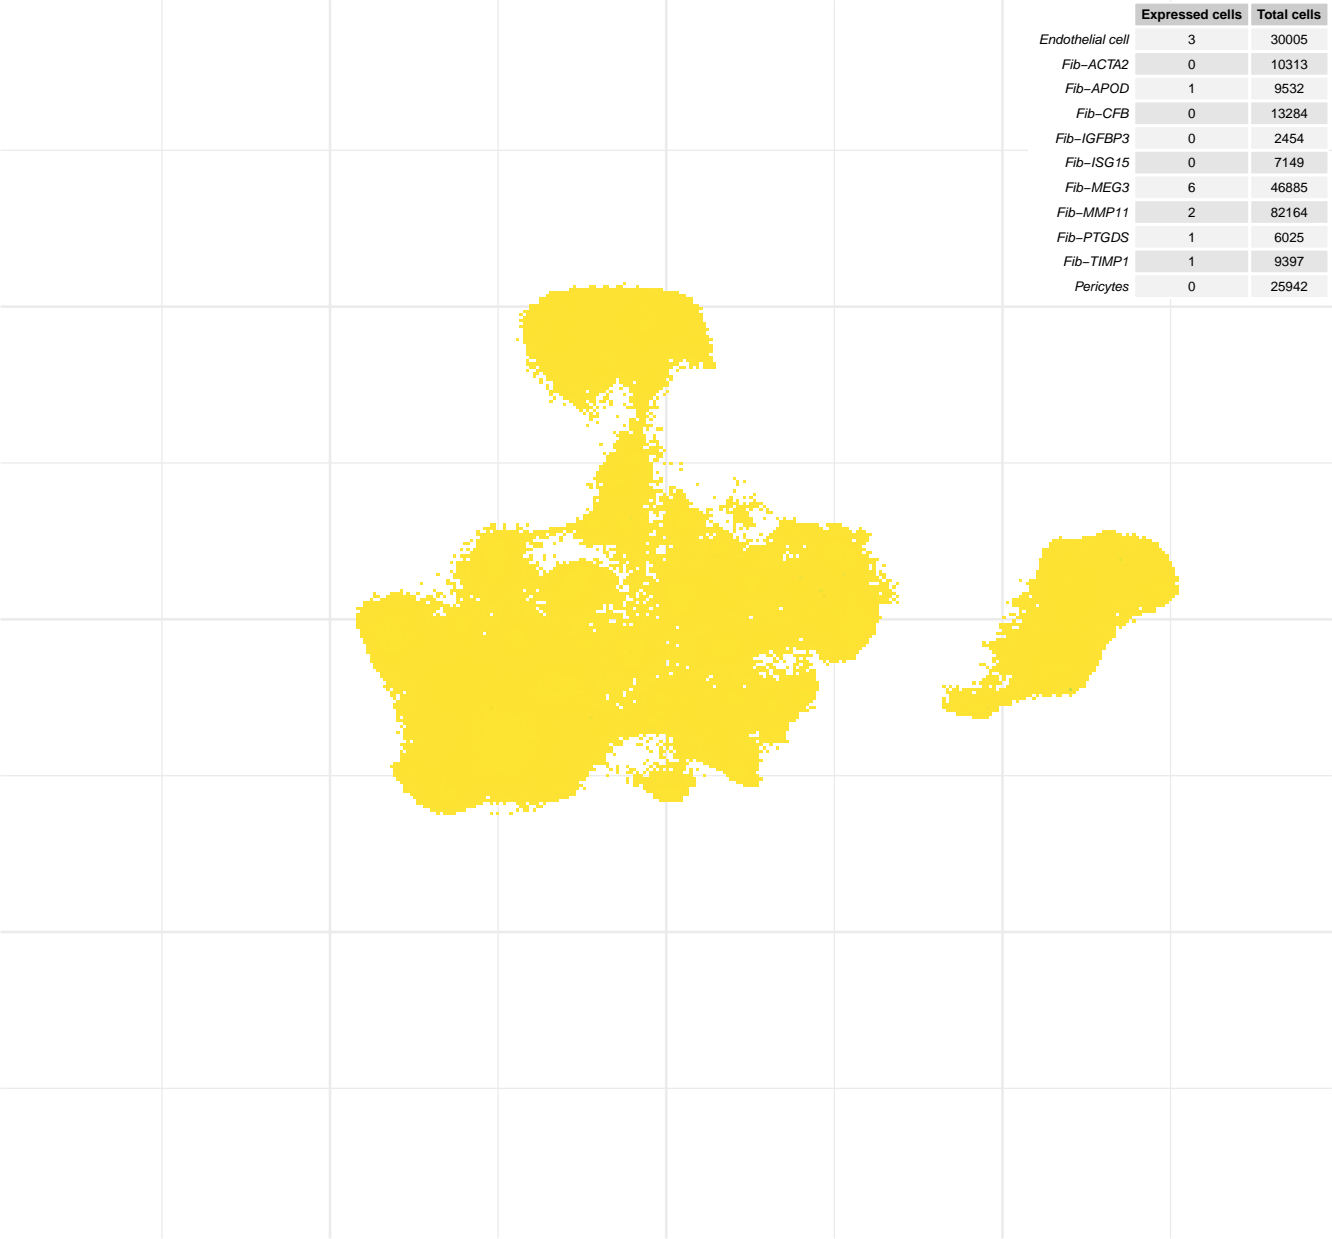 Expressed cells Total cells
Endothelial cell 3 30005
Fib−ACTA2 0 10313
Fib−APOD 1 9532
Fib−CFB 0 13284
Fib−IGFBP3 0 2454
Fib−ISG15 0 7149
Fib−MEG3 6 46885
Fib−MMP11 2 82164
Fib−PTGDS 1 6025
Fib−TIMP1 1 9397
Pericytes 0 25942